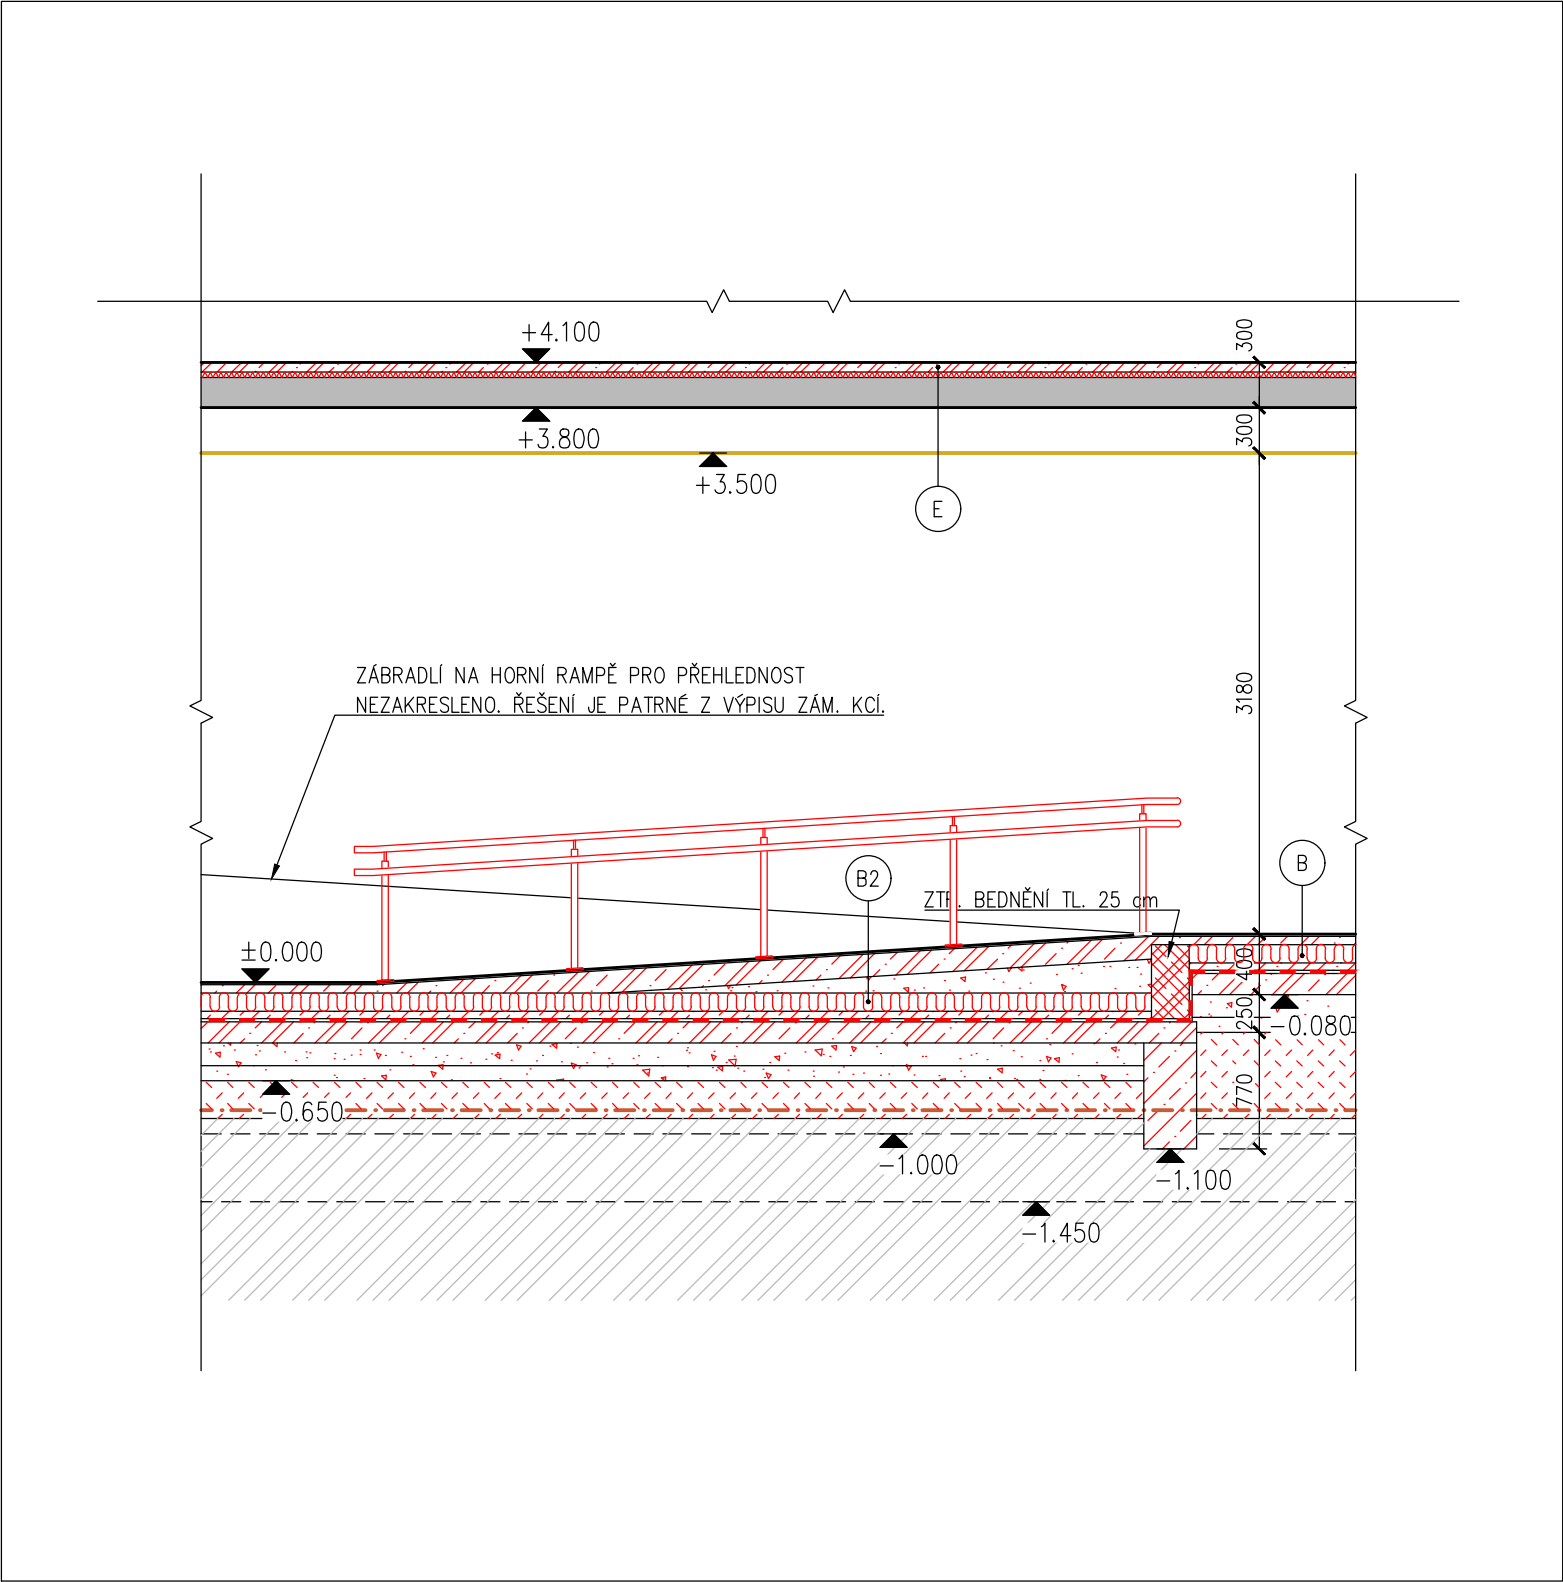 +4.100
300
+3.800
300
+3.500
E
ZÁBRADLÍ NA HORNÍ RAMPĚ PRO PŘEHLEDNOST
NEZAKRESLENO. ŘEŠENÍ JE PATRNÉ Z VÝPISU ZÁM. KCÍ.
3180
B2
B
ZTR. BEDNĚNÍ TL. 25 cm
±0.000
400
250
-0.080
-0.650
770
-1.000
-1.100
-1.450